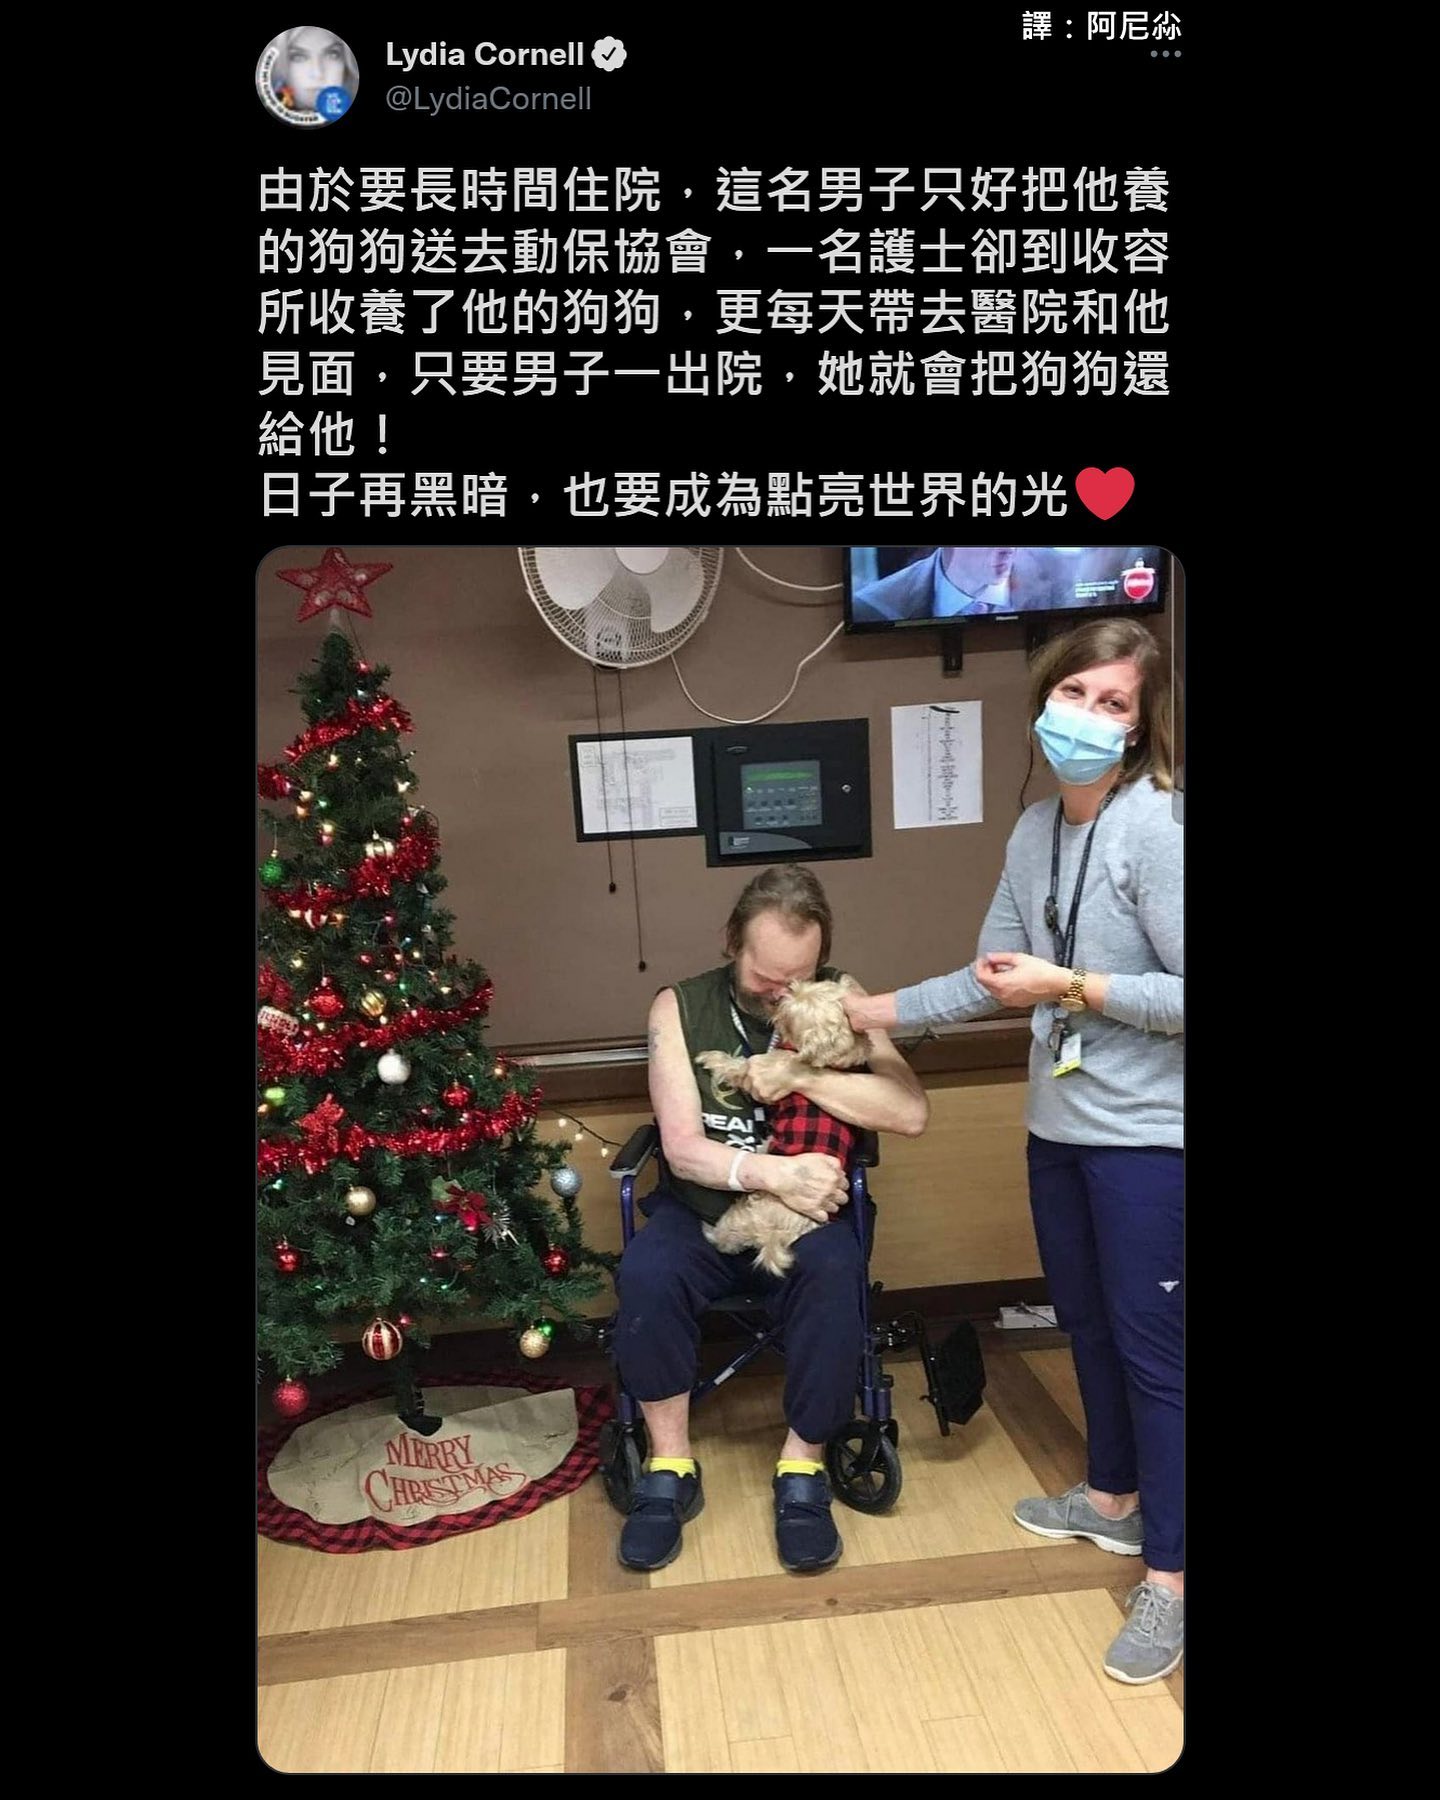 譯：阿尼尛
Lydia Cornell
@LydiaCornell
由於要長時間住院，這名男子只好把他養
的狗狗送去動保協會，一名護士卻到收容
所收養了他的狗狗，更每天帶去醫院和他
見面，只要男子一出院，她就會把狗狗還
給他！
日子再黑暗，也要成為點亮世界的光❤️
MERRY
CHRISTMAS